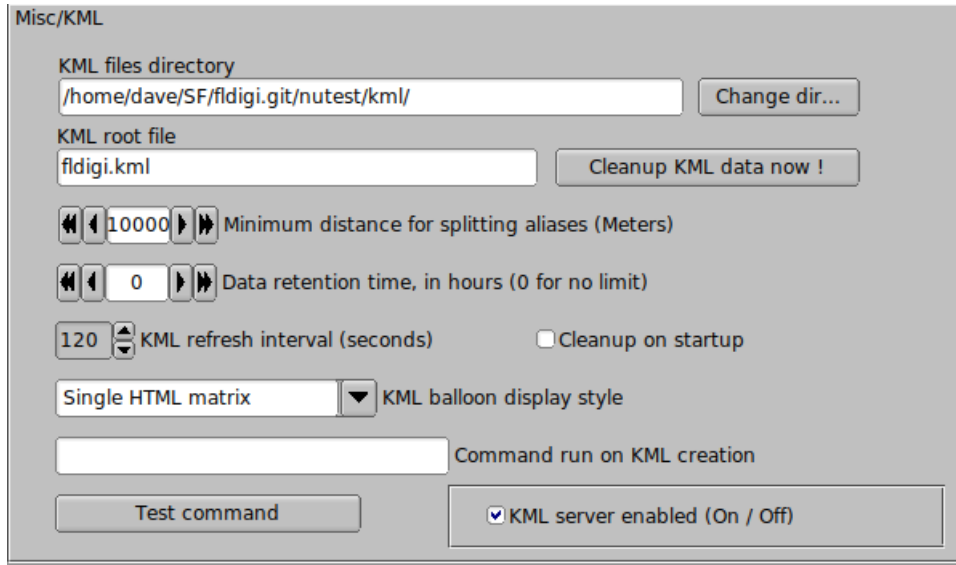 Misc/KML
KML files directory
/home/dave/SF/fldigi.git/nutest/kml/ Change dir...
KML root file
fldigi.kml Cleanup KML data now !
10000 Minimum distance for splitting aliases (Meters)
0 Data retention time, in hours (0 for no limit)
120 KML refresh interval (seconds) Cleanup on startup
Single HTML matrix KML balloon display style
Command run on KML creation
Test command KML server enabled (On / Off)